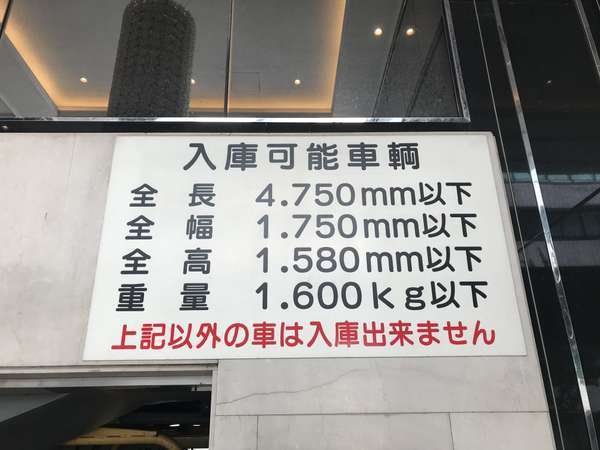 入庫可能車輌
全長 4.750mm以下
全幅 1.750mm以下
全高 1.580mm以下
重量 1.600kg以下
上記以外の車は入庫出来ません